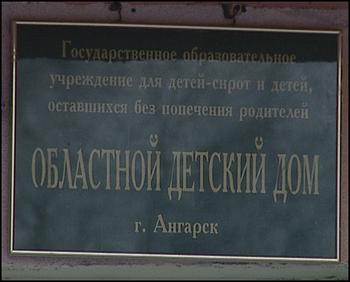 Государственное образовательное
учреждение для детей-сирот и детей,
оставшихся без попечения родителей
ОБЛАСТНОЙ ДЕТСКИЙ ДОМ
г. Ангарск